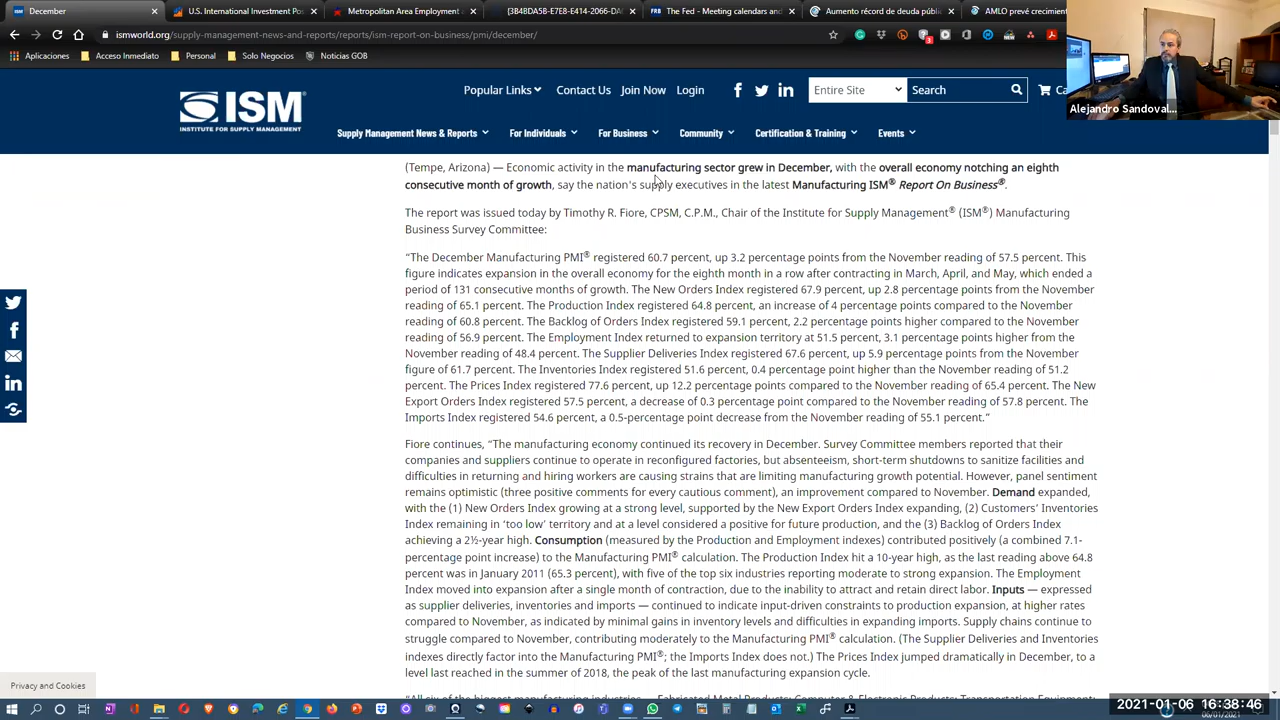 December
U.S. International Investment Pos
Metropolitan Area Employment
The Fed - Meeting calendars and
Aumento récord de deuda públi
AMLO prevé crecimien
ismworld.org/supply-management-news-and-reports/reports/ism-report-on-business/pmi/december/
Aplicaciones
Acceso Inmediato
Personal
Solo Negocios
Noticias GOB
Alejandro Sandoval...
ISM
INSTITUTE FOR SUPPLY MANAGEMENT
Popular Links
Contact Us
Join Now
Login
Entire Site
Search
Ca
Supply Management News & Reports
For Individuals
For Business
Community
Certification & Training
Events
(Tempe, Arizona) — Economic activity in the manufacturing sector grew in December, with the overall economy notching an eighth
consecutive month of growth, say the nation's supply executives in the latest Manufacturing ISM® Report On Business®.
The report was issued today by Timothy R. Fiore, CPSM, C.P.M., Chair of the Institute for Supply Management® (ISM®) Manufacturing
Business Survey Committee:
“The December Manufacturing PMI® registered 60.7 percent, up 3.2 percentage points from the November reading of 57.5 percent. This
figure indicates expansion in the overall economy for the eighth month in a row after contracting in March, April, and May, which ended a
period of 131 consecutive months of growth. The New Orders Index registered 67.9 percent, up 2.8 percentage points from the November
reading of 65.1 percent. The Production Index registered 64.8 percent, an increase of 4 percentage points compared to the November
reading of 60.8 percent. The Backlog of Orders Index registered 59.1 percent, 2.2 percentage points higher compared to the November
reading of 56.9 percent. The Employment Index returned to expansion territory at 51.5 percent, 3.1 percentage points higher from the
November reading of 48.4 percent. The Supplier Deliveries Index registered 67.6 percent, up 5.9 percentage points from the November
figure of 61.7 percent. The Inventories Index registered 51.6 percent, 0.4 percentage point higher than the November reading of 51.2
percent. The Prices Index registered 77.6 percent, up 12.2 percentage points compared to the November reading of 65.4 percent. The New
Export Orders Index registered 57.5 percent, a decrease of 0.3 percentage point compared to the November reading of 57.8 percent. The
Imports Index registered 54.6 percent, a 0.5-percentage point decrease from the November reading of 55.1 percent.”
Fiore continues, “The manufacturing economy continued its recovery in December. Survey Committee members reported that their
companies and suppliers continue to operate in reconfigured factories, but absenteeism, short-term shutdowns to sanitize facilities and
difficulties in returning and hiring workers are causing strains that are limiting manufacturing growth potential. However, panel sentiment
remains optimistic (three positive comments for every cautious comment), an improvement compared to November. Demand expanded,
with the (1) New Orders Index growing at a strong level, supported by the New Export Orders Index expanding, (2) Customers’ Inventories
Index remaining in ‘too low’ territory and at a level considered a positive for future production, and the (3) Backlog of Orders Index
achieving a 2½-year high. Consumption (measured by the Production and Employment indexes) contributed positively (a combined 7.1-
percentage point increase) to the Manufacturing PMI® calculation. The Production Index hit a 10-year high, as the last reading above 64.8
percent was in January 2011 (65.3 percent), with five of the top six industries reporting moderate to strong expansion. The Employment
Index moved into expansion after a single month of contraction, due to the inability to attract and retain direct labor. Inputs — expressed
as supplier deliveries, inventories and imports — continued to indicate input-driven constraints to production expansion, at higher rates
compared to November, as indicated by minimal gains in inventory levels and difficulties in expanding imports. Supply chains continue to
struggle compared to November, contributing moderately to the Manufacturing PMI® calculation. (The Supplier Deliveries and Inventories
indexes directly factor into the Manufacturing PMI®; the Imports Index does not.) The Prices Index jumped dramatically in December, to a
level last reached in the summer of 2018, the peak of the last manufacturing expansion cycle.
“All six of the biggest manufacturing industries — Fabricated Metal Products; Computer & Electronic Products; Transportation Equipment;
Privacy and Cookies
2021-01-06 16:38:46